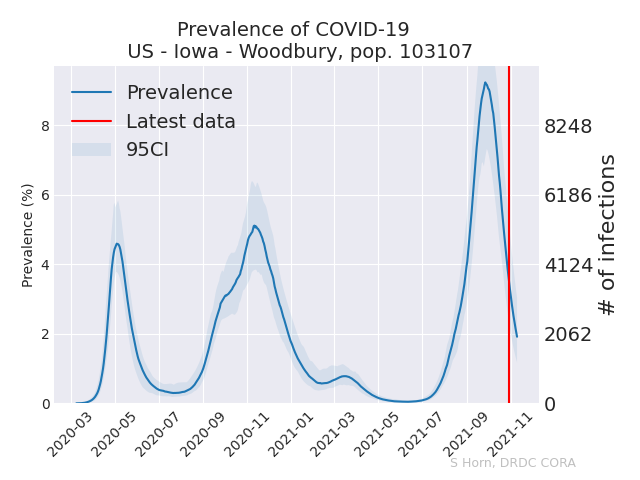 Prevalence of COVID-19
US - Iowa - Woodbury, pop. 103107
Prevalence
Latest data
95CI
Prevalence (%)
8
6
4
2
0
8248
6186
4124
2062
0
# of infections
2020-03
2020-05
2020-07
2020-09
2020-11
2021-01
2021-03
2021-05
2021-07
2021-09
2021-11
S Horn, DRDC CORA